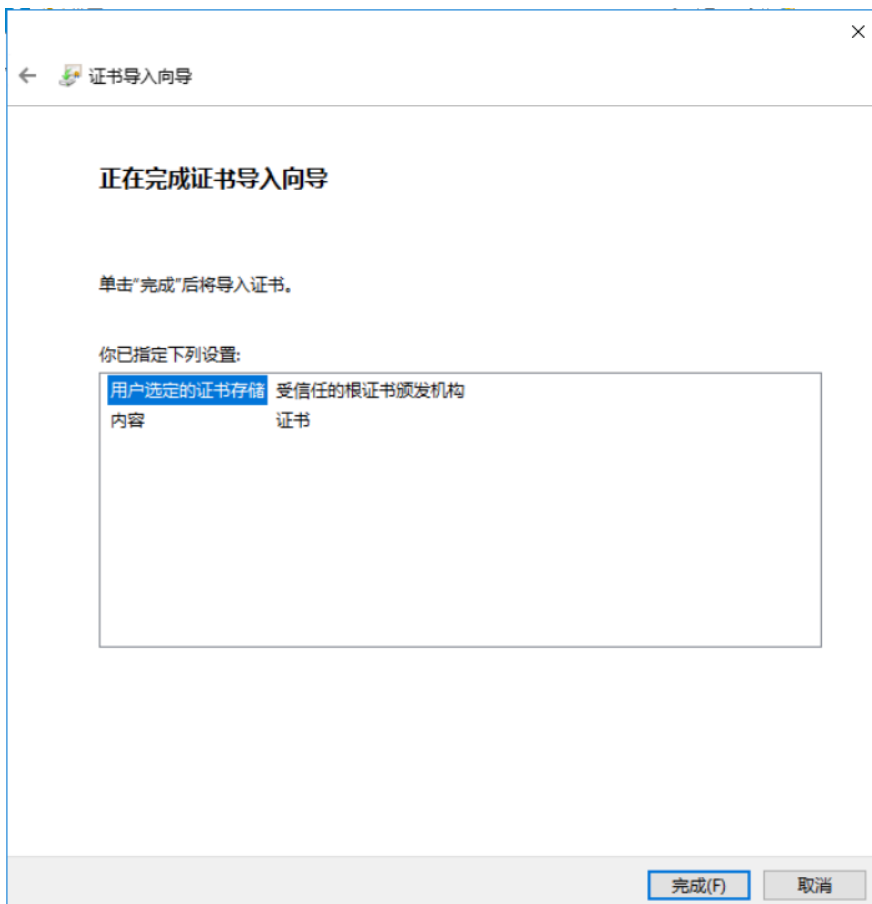 证书导入向导
正在完成证书导入向导
单击"完成"后将导入证书。
你已指定下列设置:
用户选定的证书存储 受信任的根证书颁发机构
内容 证书
完成(F) 取消